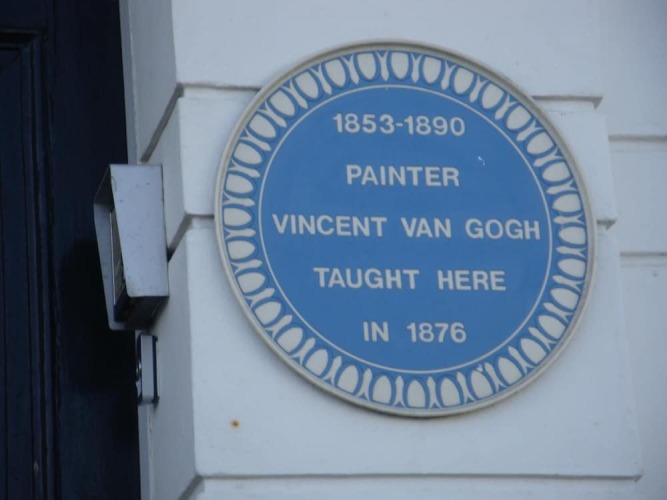 1853-1890
PAINTER
VINCENT VAN GOGH
TAUGHT HERE
IN 1876